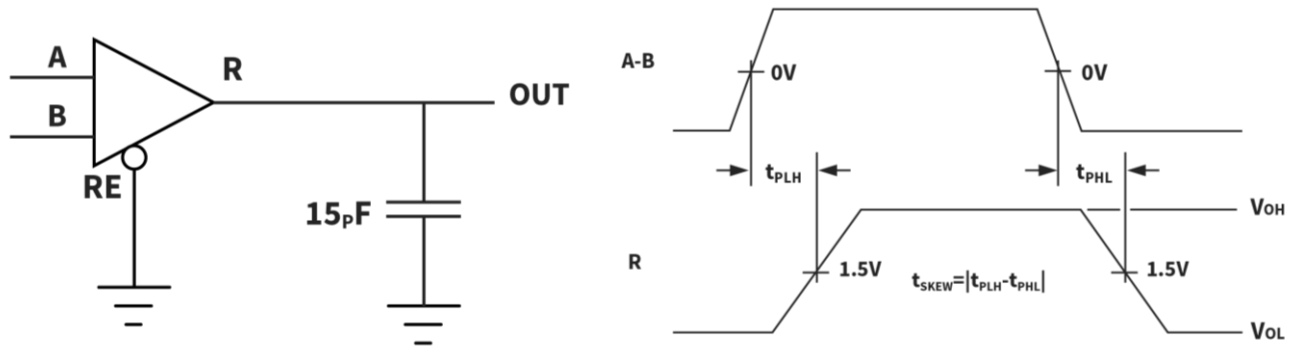 A
B
R
OUT
RE
15pF
A-B
0V
0V
tPLH
tPHL
VOH
R
1.5V
tSKEW=|tPLH-tPHL|
1.5V
VOL